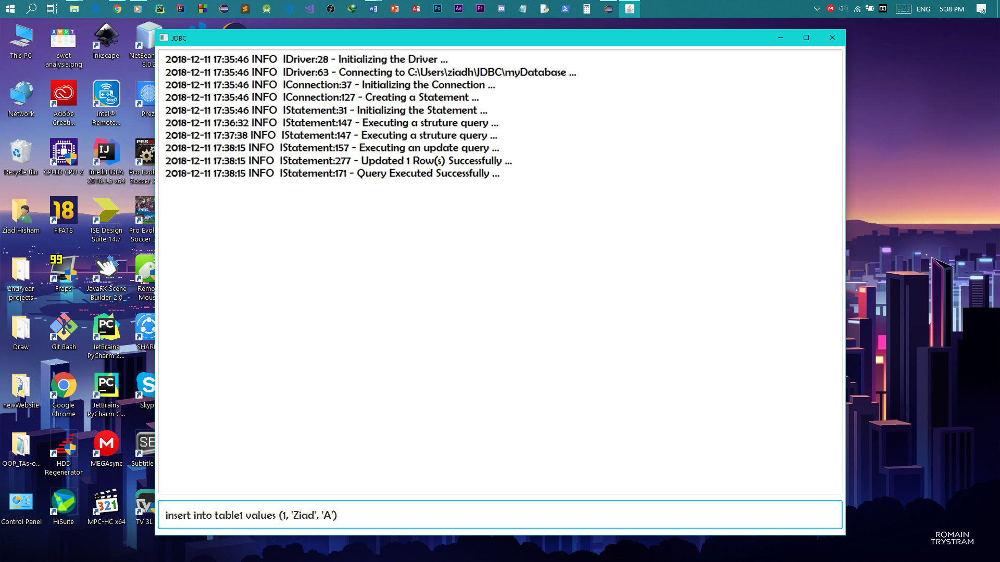 ENG
5:38 PM
JDBC
2018-12-11 17:35:46 INFO IDriver:28 - Initializing the Driver ...
2018-12-11 17:35:46 INFO IDriver:63 - Connecting to C:\Users\ziadh\JDBC\myDatabase ...
2018-12-11 17:35:46 INFO IConnection:37 - Initializing the Connection ...
2018-12-11 17:35:46 INFO IConnection:127 - Creating a Statement ...
2018-12-11 17:35:46 INFO IStatement:31 - Initializing the Statement ...
2018-12-11 17:36:32 INFO IStatement:147 - Executing a struture query ...
2018-12-11 17:37:38 INFO IStatement:147 - Executing a struture query ...
2018-12-11 17:38:15 INFO IStatement:157 - Executing an update query ...
2018-12-11 17:38:15 INFO IStatement:277 - Updated 1 Row(s) Successfully ...
2018-12-11 17:38:15 INFO IStatement:171 - Query Executed Successfully ...
insert into table1 values (1, 'Ziad', 'A')
This PC
swot
analysis.png
Inkscape
NetBean
8.0.2
Network
Adobe
Creati...
Intel®
Remote...
Prez
Recycle Bin
CPUID CPU-Z
IntelliJ IDEA
2018.1.5 x64
Pro Evol
Soccer 2
Ziad Hisham
FIFA18
ISE Design
Suite 14.7
Pro Evol
Soccer 2
2nd year
projects
Fraps
JavaFX Scene
Builder 2.0
Remo
Mous
Draw
Git Bash
JetBrains
PyCharm 2...
SHAR
newWebsite
Google
Chrome
JetBrains
PyCharm C...
Skyp
OOP_TAs-o...
HDD
Regenerator
MEGAsync
Subtitle
Control Panel
HiSuite
MPC-HC x64
TV 3L
ROMAIN
TRYSTRAM